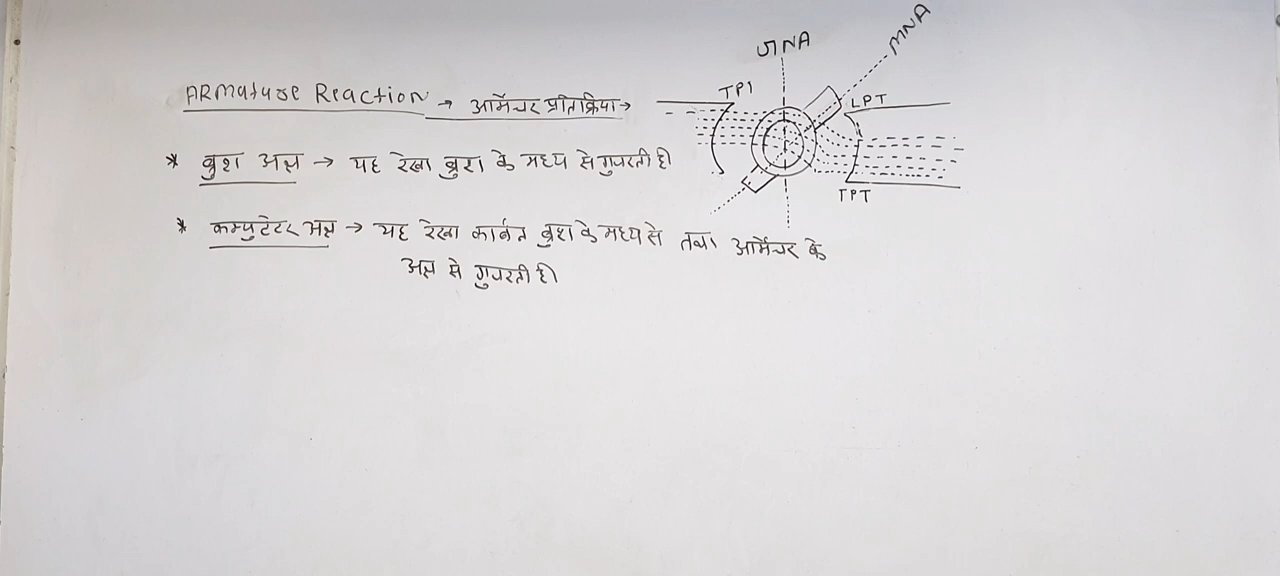 ARMature Reaction → आर्मेचर प्रतिक्रिया →
* ब्रुश अक्ष → यह रेखा ब्रुश के मध्य से गुजरती है
* कम्युटेटर अक्ष → यह रेखा कार्बन ब्रुश के मध्य से तथा आर्मेचर के
अक्ष से गुजरती है
GNA
MNA
TPI
LPT
TPT